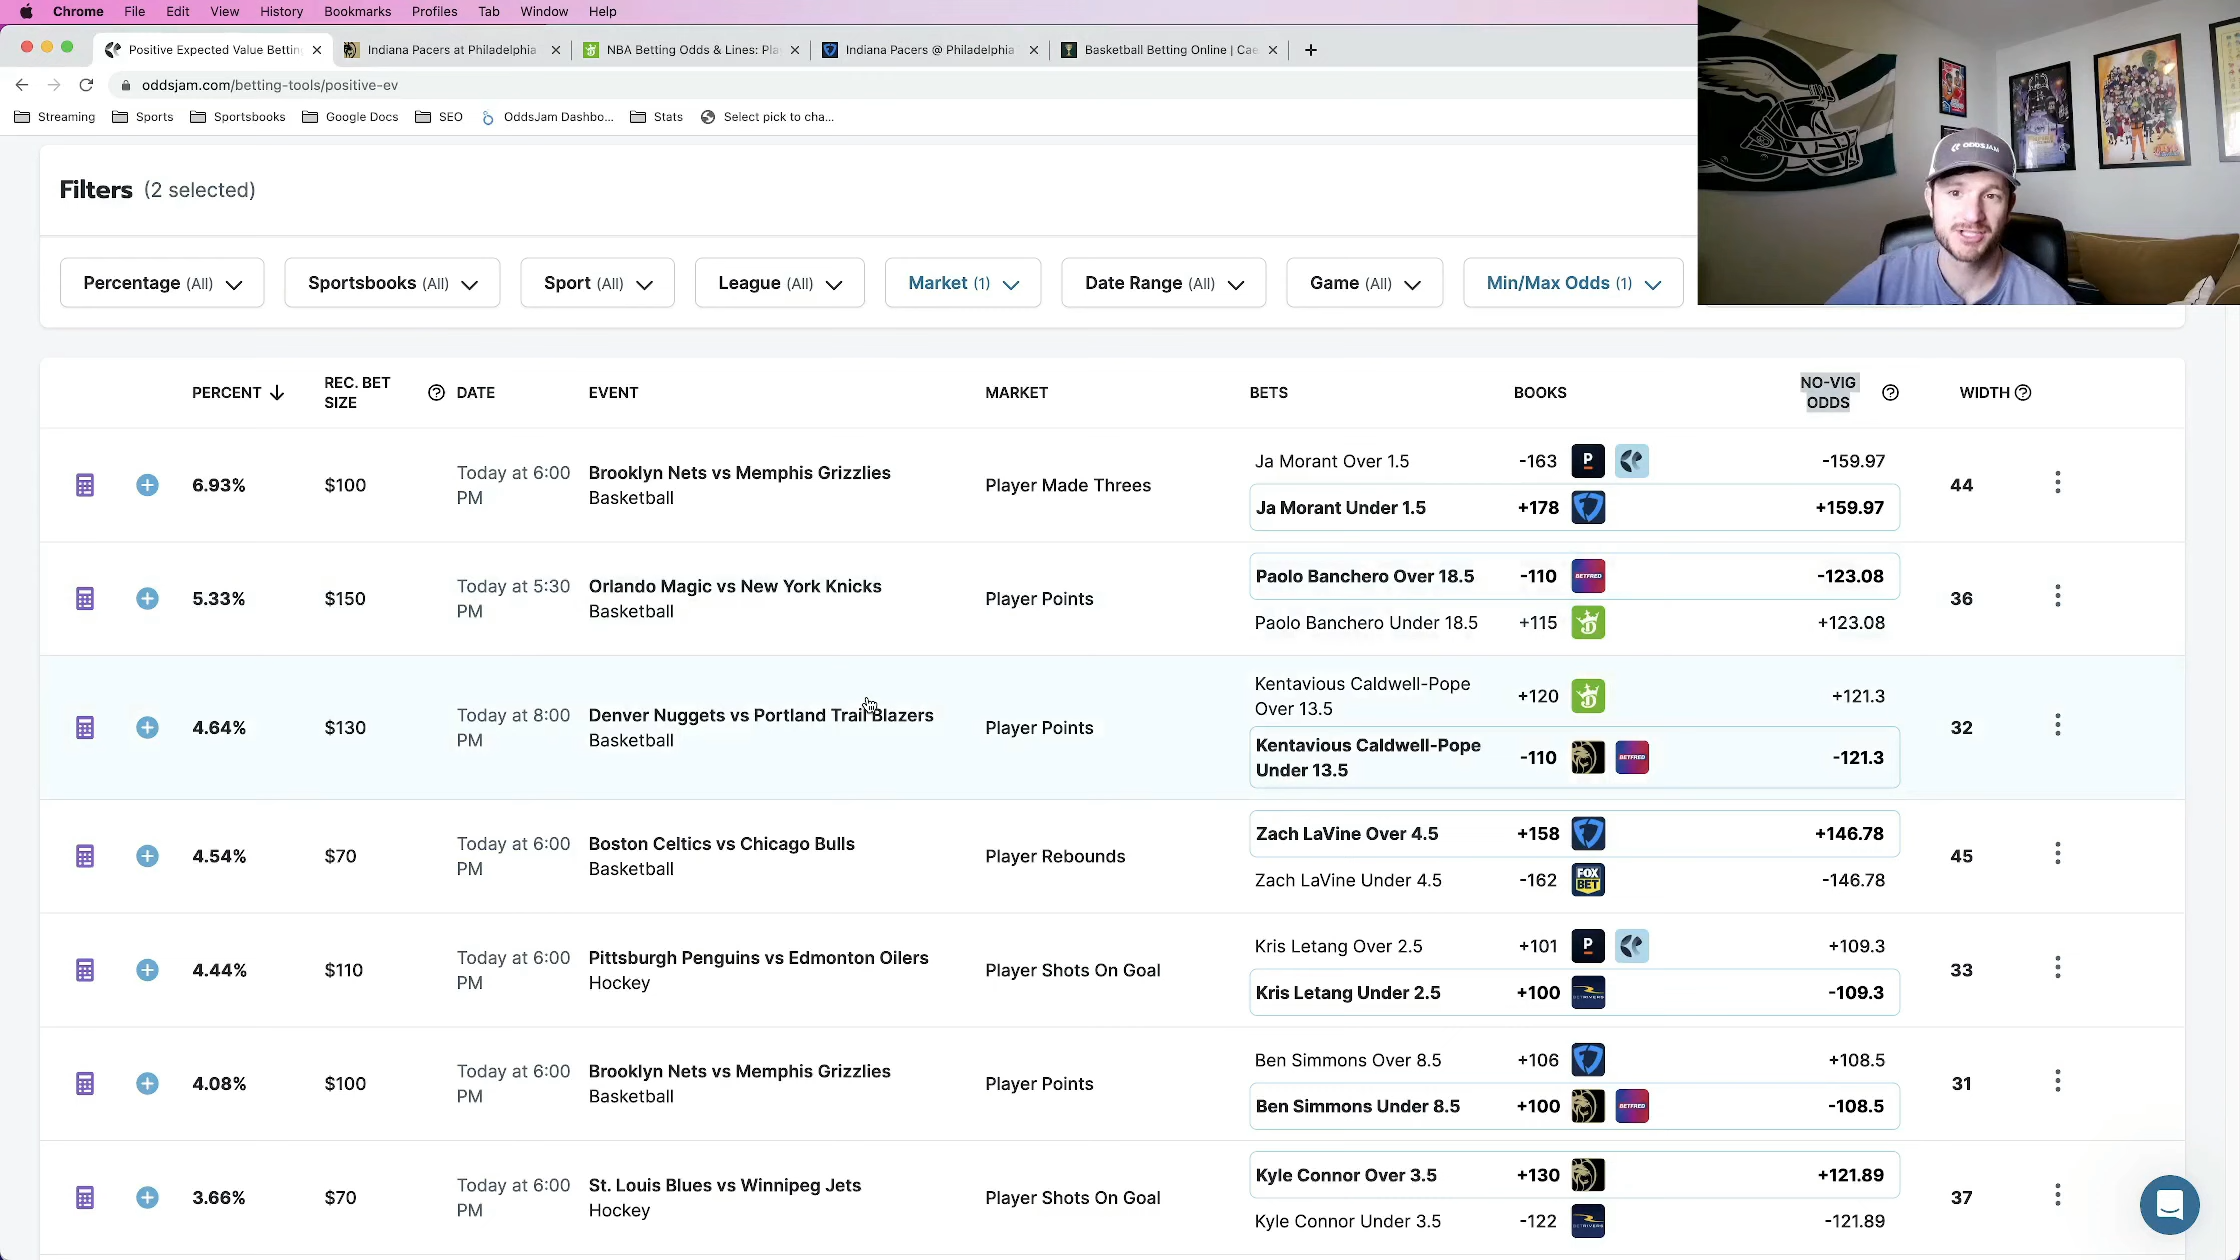 Chrome File Edit View History Bookmarks Profiles Tab Window Help
Positive Expected Value Bettin
Indiana Pacers at Philadelphia
NBA Betting Odds & Lines: Pla
Indiana Pacers @ Philadelphia
Basketball Betting Online | Cae
oddsjam.com/betting-tools/positive-ev
Streaming Sports Sportsbooks Google Docs SEO OddsJam Dashbo... Stats Select pick to cha...
ODDSJAM
Filters (2 selected)
Percentage (All) Sportsbooks (All) Sport (All) League (All) Market (1) Date Range (All) Game (All) Min/Max Odds (1)
PERCENT
REC. BET
SIZE
DATE
EVENT
MARKET
BETS
BOOKS
NO-VIG
ODDS
WIDTH
6.93%
$100
Today at 6:00
PM
Brooklyn Nets vs Memphis Grizzlies
Basketball
Player Made Threes
Ja Morant Over 1.5 -163 P -159.97
Ja Morant Under 1.5 +178 +159.97
44
5.33%
$150
Today at 5:30
PM
Orlando Magic vs New York Knicks
Basketball
Player Points
Paolo Banchero Over 18.5 -110 BETFRED -123.08
Paolo Banchero Under 18.5 +115 +123.08
36
4.64%
$130
Today at 8:00
PM
Denver Nuggets vs Portland Trail Blazers
Basketball
Player Points
Kentavious Caldwell-Pope
Over 13.5
+120 +121.3
Kentavious Caldwell-Pope
Under 13.5
-110 BETFRED -121.3
32
4.54%
$70
Today at 6:00
PM
Boston Celtics vs Chicago Bulls
Basketball
Player Rebounds
Zach LaVine Over 4.5 +158 +146.78
Zach LaVine Under 4.5 -162 FOX BET -146.78
45
4.44%
$110
Today at 6:00
PM
Pittsburgh Penguins vs Edmonton Oilers
Hockey
Player Shots On Goal
Kris Letang Over 2.5 +101 P +109.3
Kris Letang Under 2.5 +100 BETRIVERS -109.3
33
4.08%
$100
Today at 6:00
PM
Brooklyn Nets vs Memphis Grizzlies
Basketball
Player Points
Ben Simmons Over 8.5 +106 +108.5
Ben Simmons Under 8.5 +100 BETFRED -108.5
31
3.66%
$70
Today at 6:00
PM
St. Louis Blues vs Winnipeg Jets
Hockey
Player Shots On Goal
Kyle Connor Over 3.5 +130 +121.89
Kyle Connor Under 3.5 -122 BETRIVERS -121.89
37